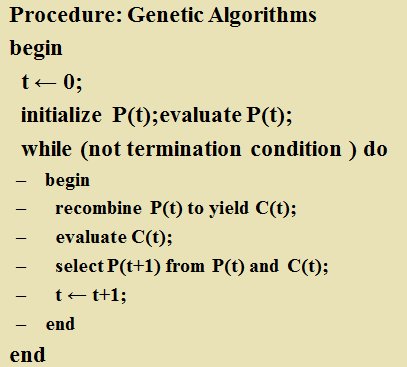 Procedure: Genetic Algorithms
begin
t ← 0;
initialize P(t);evaluate P(t);
while (not termination condition ) do
– begin
– recombine P(t) to yield C(t);
– evaluate C(t);
– select P(t+1) from P(t) and C(t);
– t ← t+1;
– end
end